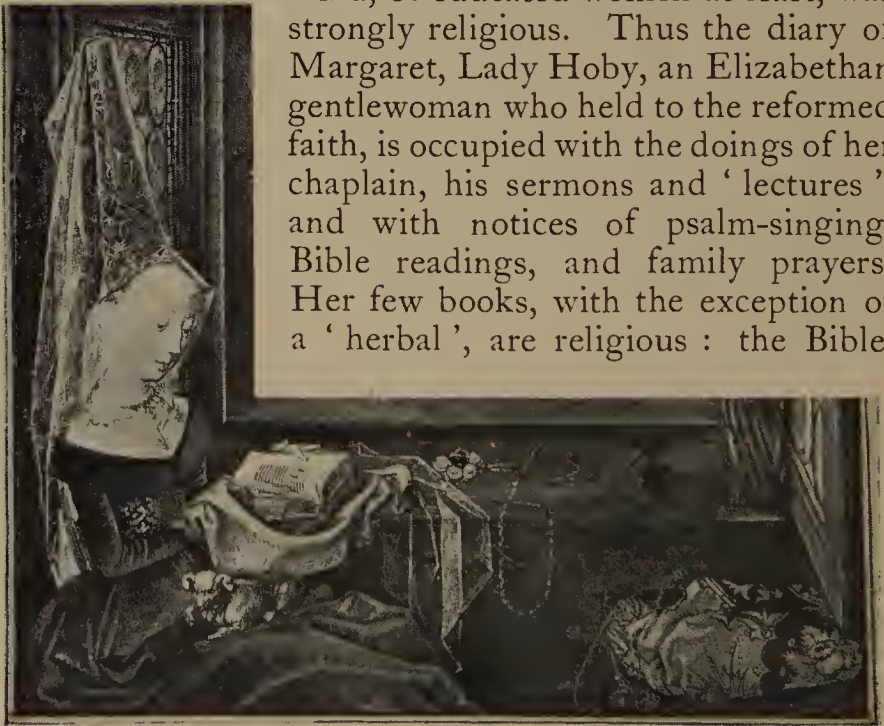 strongly religious. Thus the diary of
Margaret, Lady Hoby, an Elizabethan
gentlewoman who held to the reformed
faith, is occupied with the doings of her
chaplain, his sermons and ‘ lectures ’
and with notices of psalm-singing
Bible readings, and family prayers
Her few books, with the exception o
a ‘ herbal ’, are religious : the Bible